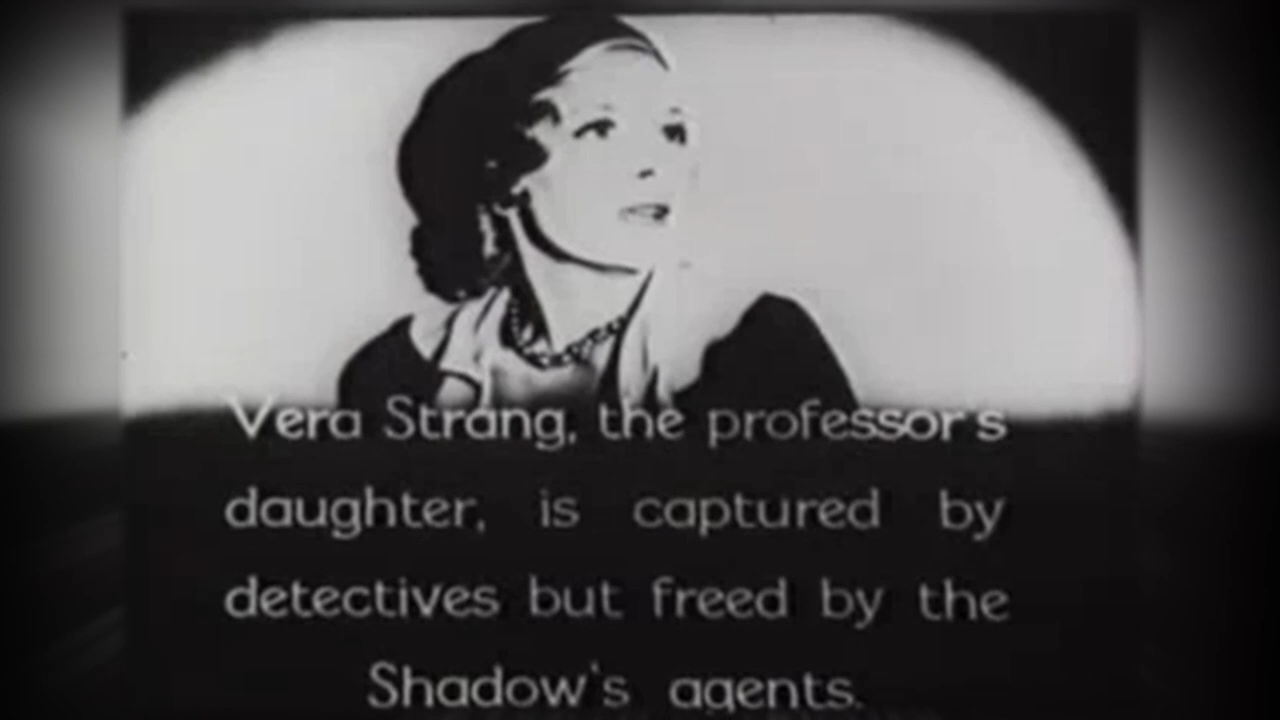 Vera Strang, the professor's
daughter, is captured by
detectives but freed by the
Shadow's agents.